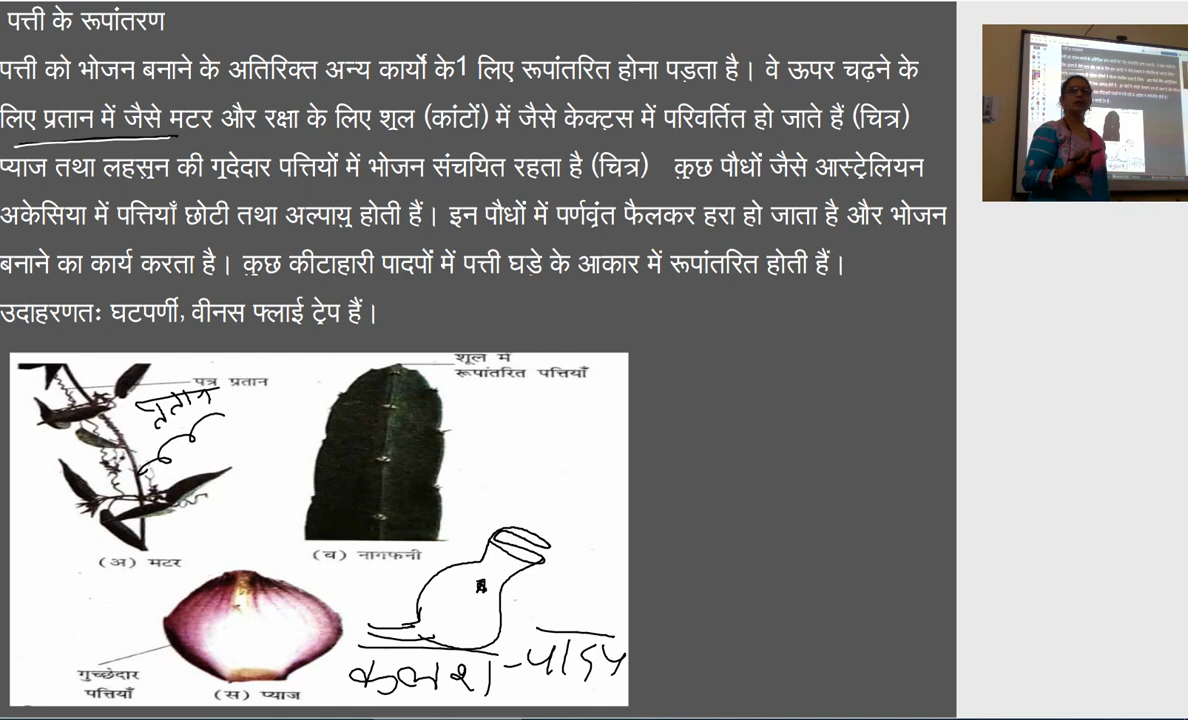 पत्ती के रूपांतरण
पत्ती को भोजन बनाने के अतिरिक्त अन्य कार्यो के1 लिए रूपांतरित होना पड़ता है। वे ऊपर चढ़ने के
लिए प्रतान में जैसे मटर और रक्षा के लिए शूल (कांटों) में जैसे केक्टस में परिवर्तित हो जाते हैं (चित्र)
प्याज तथा लहसुन की गूदेदार पत्तियों में भोजन संचयित रहता है (चित्र) कुछ पौधों जैसे आस्ट्रेलियन
अकेसिया में पत्तियाँ छोटी तथा अल्पायु होती हैं। इन पौधों में पर्णवृंत फैलकर हरा हो जाता है और भोजन
बनाने का कार्य करता है। कुछ कीटाहारी पादपों में पत्ती घड़े के आकार में रूपांतरित होती हैं।
उदाहरणतः घटपर्णी, वीनस फ्लाई ट्रेप हैं।
शूल में
रूपांतरित पत्तियाँ
पत्र प्रतान
प्रतान
(अ) मटर
(ब) नागफनी
गुच्छेदार
पत्तियाँ
(स) प्याज
कलश - पादप